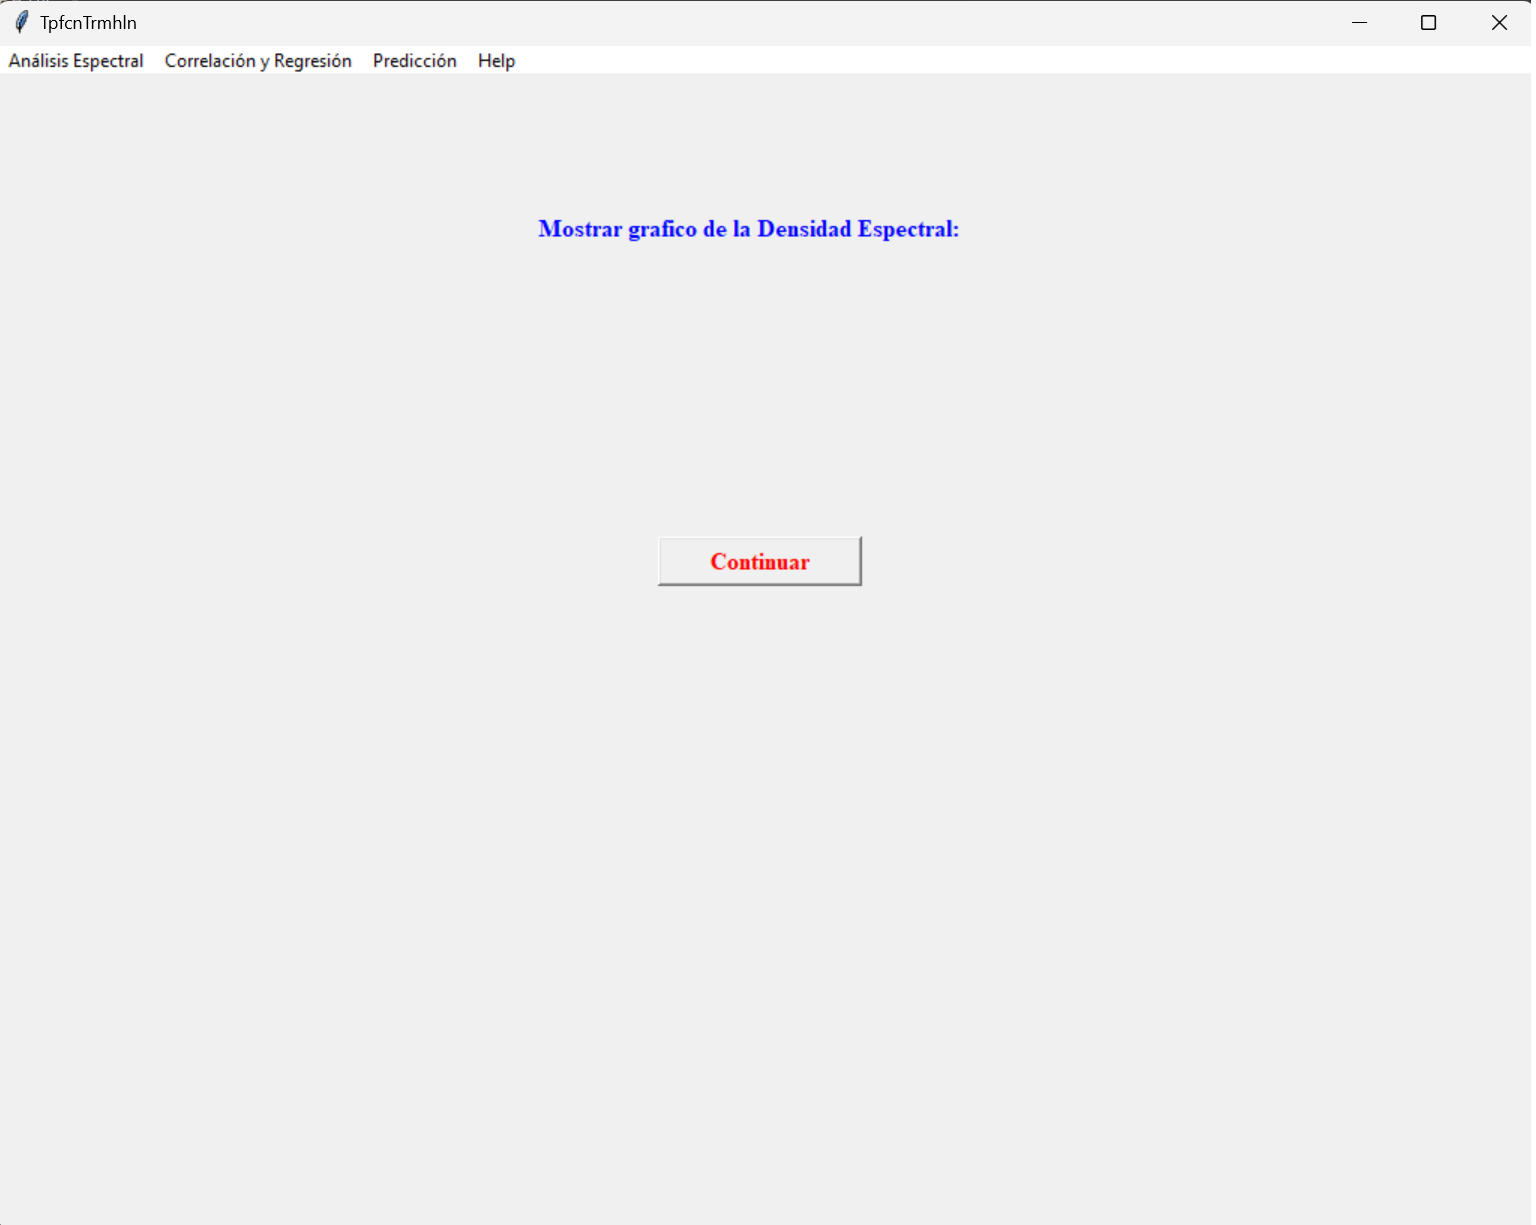 TpfcnTrmhln
Análisis Espectral Correlación y Regresión Predicción Help
Mostrar grafico de la Densidad Espectral:
Continuar